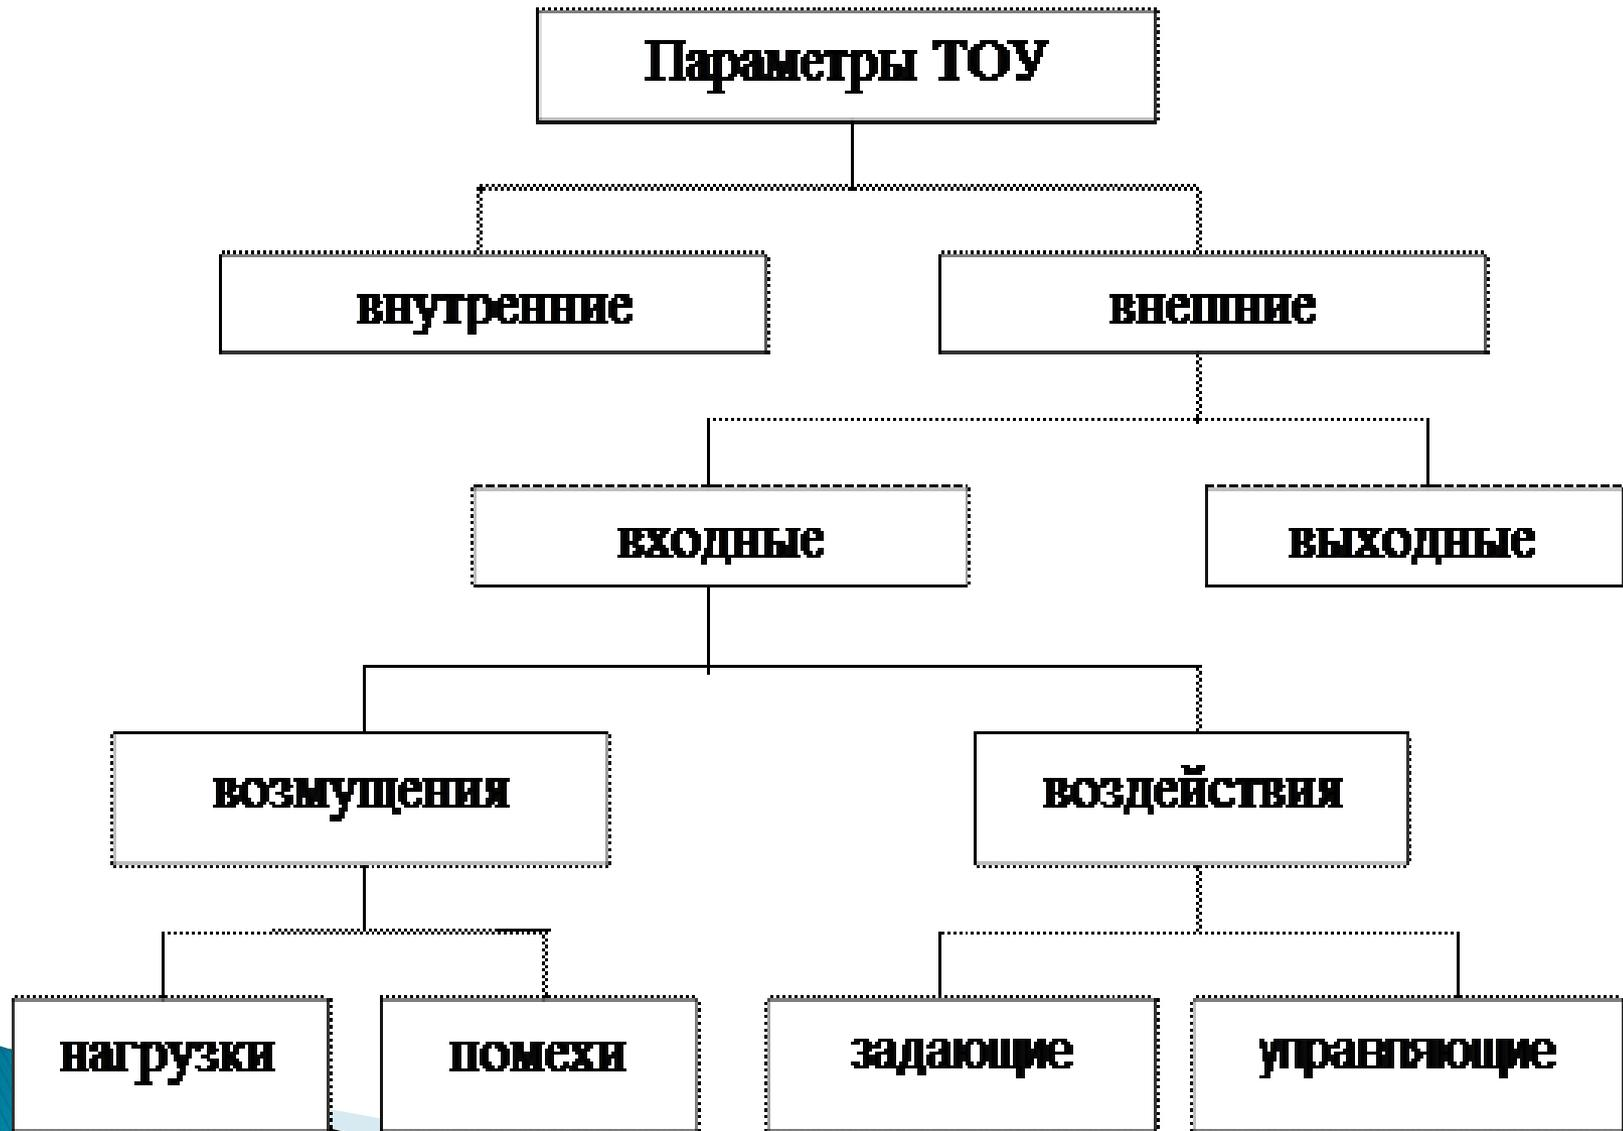 Параметры ТОУ
внутренние
внешние
входные
выходные
возмущения
воздействия
нагрузки
помехи
задающие
управляющие